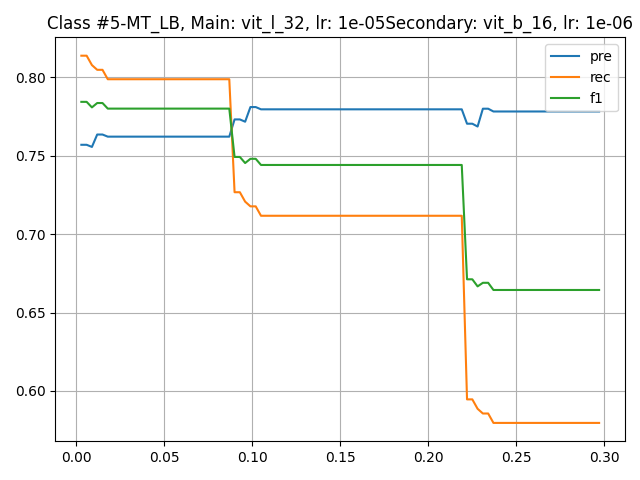 Class #5-MT_LB, Main: vit_l_32, lr: 1e-05Secondary: vit_b_16, lr: 1e-06
pre
rec
f1
0.80
0.75
0.70
0.65
0.60
0.00 0.05 0.10 0.15 0.20 0.25 0.30